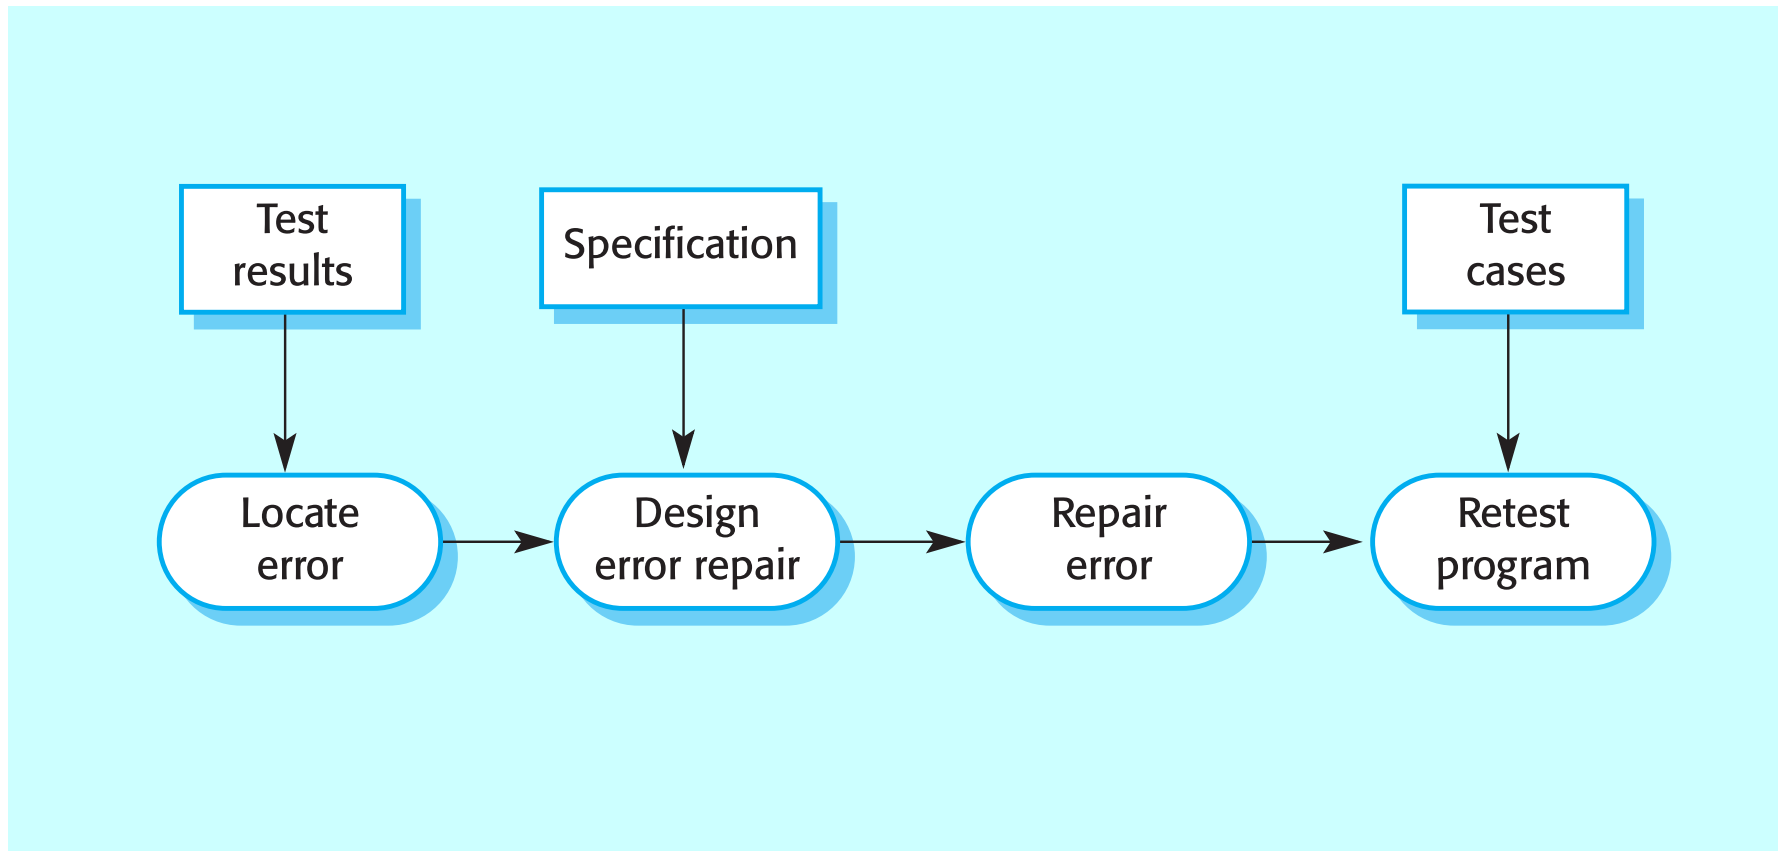 Test
results
Specification
Test
cases
Locate
error
Design
error repair
Repair
error
Retest
program